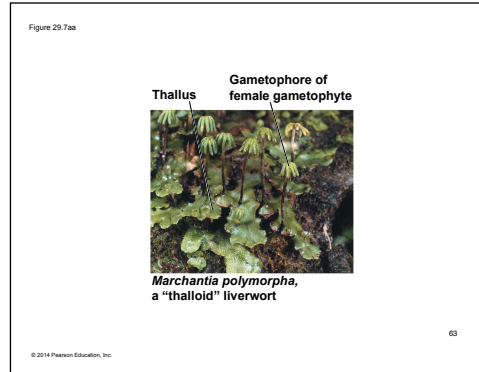 Figure 29.7aa
Thallus
Gametophore of
female gametophyte
Marchantia polymorpha,
a “thalloid” liverwort
63
© 2014 Pearson Education, Inc.